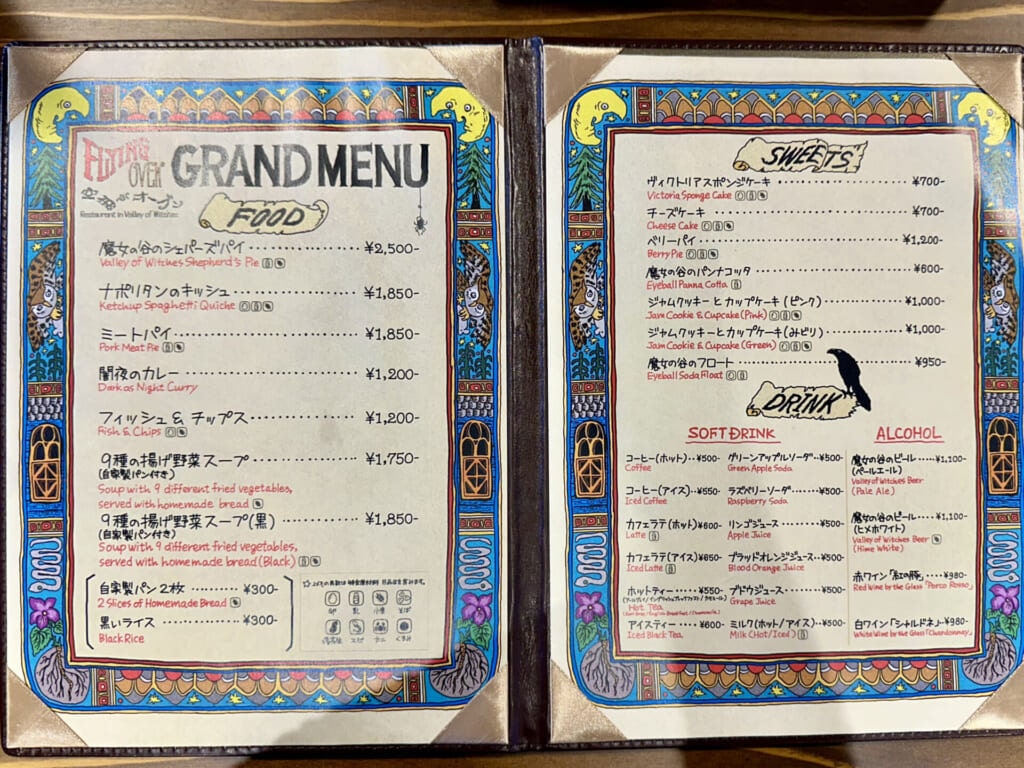 FLYING
OVEN
GRAND MENU
空飛ぶオーブン
Restaurant in Valley of Witches
FOOD
魔女の谷のシェパーズパイ ¥2,500-
Valley of Witches Shepherd's Pie
ナポリタンのキッシュ ¥1,850-
Ketchup Spaghetti Quiche
ミートパイ ¥1,850-
Pork Meat Pie
闇夜のカレー ¥1,200-
Dark as Night Curry
フィッシュ & チップス ¥1,200-
Fish & Chips
9種の揚げ野菜スープ ¥1,750-
(自家製パン付き)
Soup with 9 different fried vegetables,
served with homemade bread
9種の揚げ野菜スープ(黒) ¥1,850-
(自家製パン付き)
Soup with 9 different fried vegetables,
served with homemade bread (Black)
自家製パン2枚 ¥300-
2 Slices of Homemade Bread
黒いライス ¥300-
Black Rice
卵 乳 小麦 そば
落花生 エビ カニ くるみ
SWEETS
ヴィクトリアスポンジケーキ ¥700-
Victoria Sponge Cake
チーズケーキ ¥700-
Cheese Cake
ベリーパイ ¥1,200-
Berry Pie
魔女の谷のパンナコッタ ¥600-
Eyeball Panna Cotta
ジャムクッキーとカップケーキ(ピンク) ¥1,000-
Jam Cookie & Cupcake (Pink)
ジャムクッキーとカップケーキ(みどり) ¥1,000-
Jam Cookie & Cupcake (Green)
魔女の谷のフロート ¥950-
Eyeball Soda Float
DRINK
SOFT DRINK
コーヒー(ホット) ¥500-
Coffee
コーヒー(アイス) ¥550-
Iced Coffee
カフェラテ(ホット) ¥600-
Latte
カフェラテ(アイス) ¥650-
Iced Latte
ホットティー ¥550-
Hot Tea
アイスティー ¥600-
Iced Black Tea
グリーンアップルソーダ ¥500-
Green Apple Soda
ラズベリーソーダ ¥500-
Raspberry Soda
リンゴジュース ¥500-
Apple Juice
ブラッドオレンジジュース ¥500-
Blood Orange Juice
ブドウジュース ¥500-
Grape Juice
ミルク(ホット/アイス) ¥500-
Milk (Hot/Iced)
ALCOHOL
魔女の谷のビール ¥1,100-
(ペールエール)
Valley of Witches Beer
(Pale Ale)
魔女の谷のビール ¥1,100-
(ヒメホワイト)
Valley of Witches Beer
(Hime White)
赤ワイン「紅の豚」 ¥980-
Red Wine by the Glass "Porco Rosso"
白ワイン「シャルドネ」 ¥980-
White Wine by the Glass "Chardonnay"